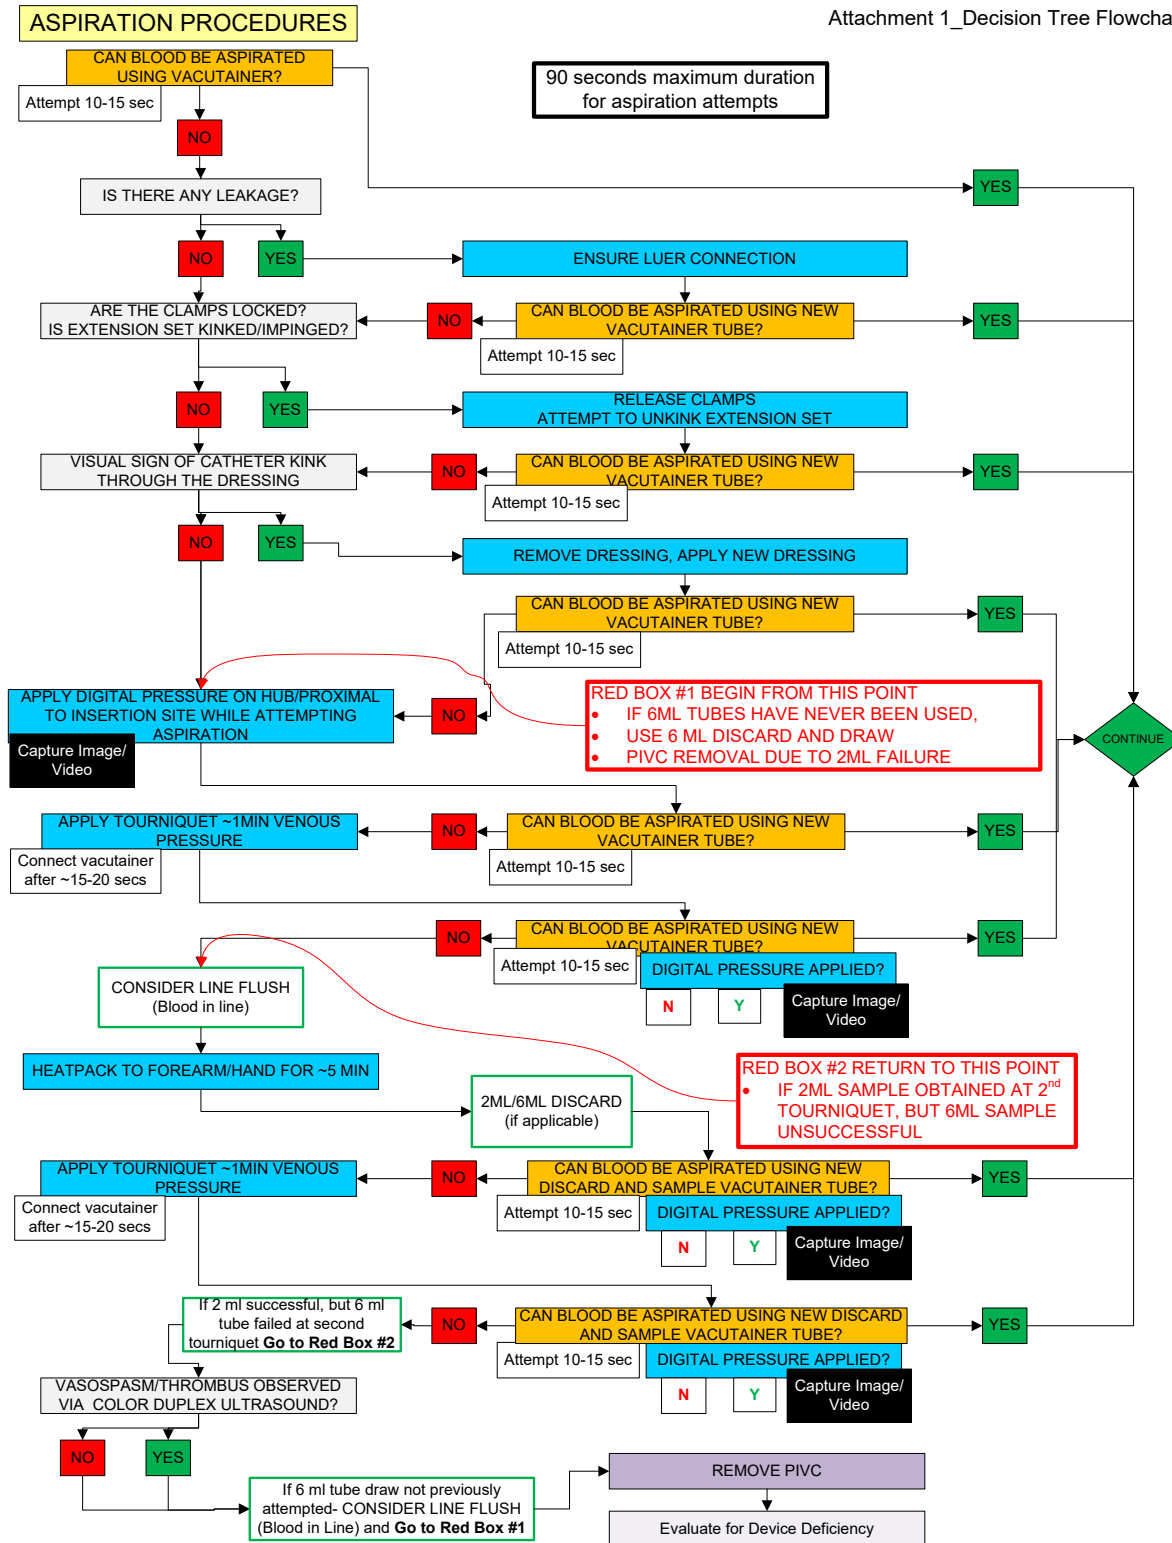 ASPIRATION PROCEDURES
Attachment 1_Decision Tree Flowcha
CAN BLOOD BE ASPIRATED
USING VACUTAINER?
Attempt 10-15 sec
90 seconds maximum duration
for aspiration attempts
NO
YES
IS THERE ANY LEAKAGE?
NO
YES
ENSURE LUER CONNECTION
ARE THE CLAMPS LOCKED?
IS EXTENSION SET KINKED/IMPINGED?
NO
CAN BLOOD BE ASPIRATED USING NEW
VACUTAINER TUBE?
YES
Attempt 10-15 sec
NO
YES
RELEASE CLAMPS
ATTEMPT TO UNKINK EXTENSION SET
VISUAL SIGN OF CATHETER KINK
THROUGH THE DRESSING
NO
CAN BLOOD BE ASPIRATED USING NEW
VACUTAINER TUBE?
YES
Attempt 10-15 sec
NO
YES
REMOVE DRESSING, APPLY NEW DRESSING
CAN BLOOD BE ASPIRATED USING NEW
VACUTAINER TUBE?
YES
Attempt 10-15 sec
APPLY DIGITAL PRESSURE ON HUB/PROXIMAL
TO INSERTION SITE WHILE ATTEMPTING
ASPIRATION
NO
Capture Image/
Video
RED BOX #1 BEGIN FROM THIS POINT
• IF 6ML TUBES HAVE NEVER BEEN USED,
• USE 6 ML DISCARD AND DRAW
• PIVC REMOVAL DUE TO 2ML FAILURE
CONTINUE
APPLY TOURNIQUET ~1MIN VENOUS
PRESSURE
Connect vacutainer
after ~15-20 secs
NO
CAN BLOOD BE ASPIRATED USING NEW
VACUTAINER TUBE?
YES
Attempt 10-15 sec
NO
CAN BLOOD BE ASPIRATED USING NEW
VACUTAINER TUBE?
YES
Attempt 10-15 sec
DIGITAL PRESSURE APPLIED?
N
Y
Capture Image/
Video
CONSIDER LINE FLUSH
(Blood in line)
HEATPACK TO FOREARM/HAND FOR ~5 MIN
2ML/6ML DISCARD
(if applicable)
RED BOX #2 RETURN TO THIS POINT
• IF 2ML SAMPLE OBTAINED AT 2nd
TOURNIQUET, BUT 6ML SAMPLE
UNSUCCESSFUL
APPLY TOURNIQUET ~1MIN VENOUS
PRESSURE
Connect vacutainer
after ~15-20 secs
NO
CAN BLOOD BE ASPIRATED USING NEW
DISCARD AND SAMPLE VACUTAINER TUBE?
YES
Attempt 10-15 sec
DIGITAL PRESSURE APPLIED?
N
Y
Capture Image/
Video
If 2 ml successful, but 6 ml
tube failed at second
tourniquet Go to Red Box #2
NO
CAN BLOOD BE ASPIRATED USING NEW DISCARD
AND SAMPLE VACUTAINER TUBE?
YES
Attempt 10-15 sec
DIGITAL PRESSURE APPLIED?
N
Y
Capture Image/
Video
VASOSPASM/THROMBUS OBSERVED
VIA COLOR DUPLEX ULTRASOUND?
NO
YES
If 6 ml tube draw not previously
attempted- CONSIDER LINE FLUSH
(Blood in Line) and Go to Red Box #1
REMOVE PIVC
Evaluate for Device Deficiency